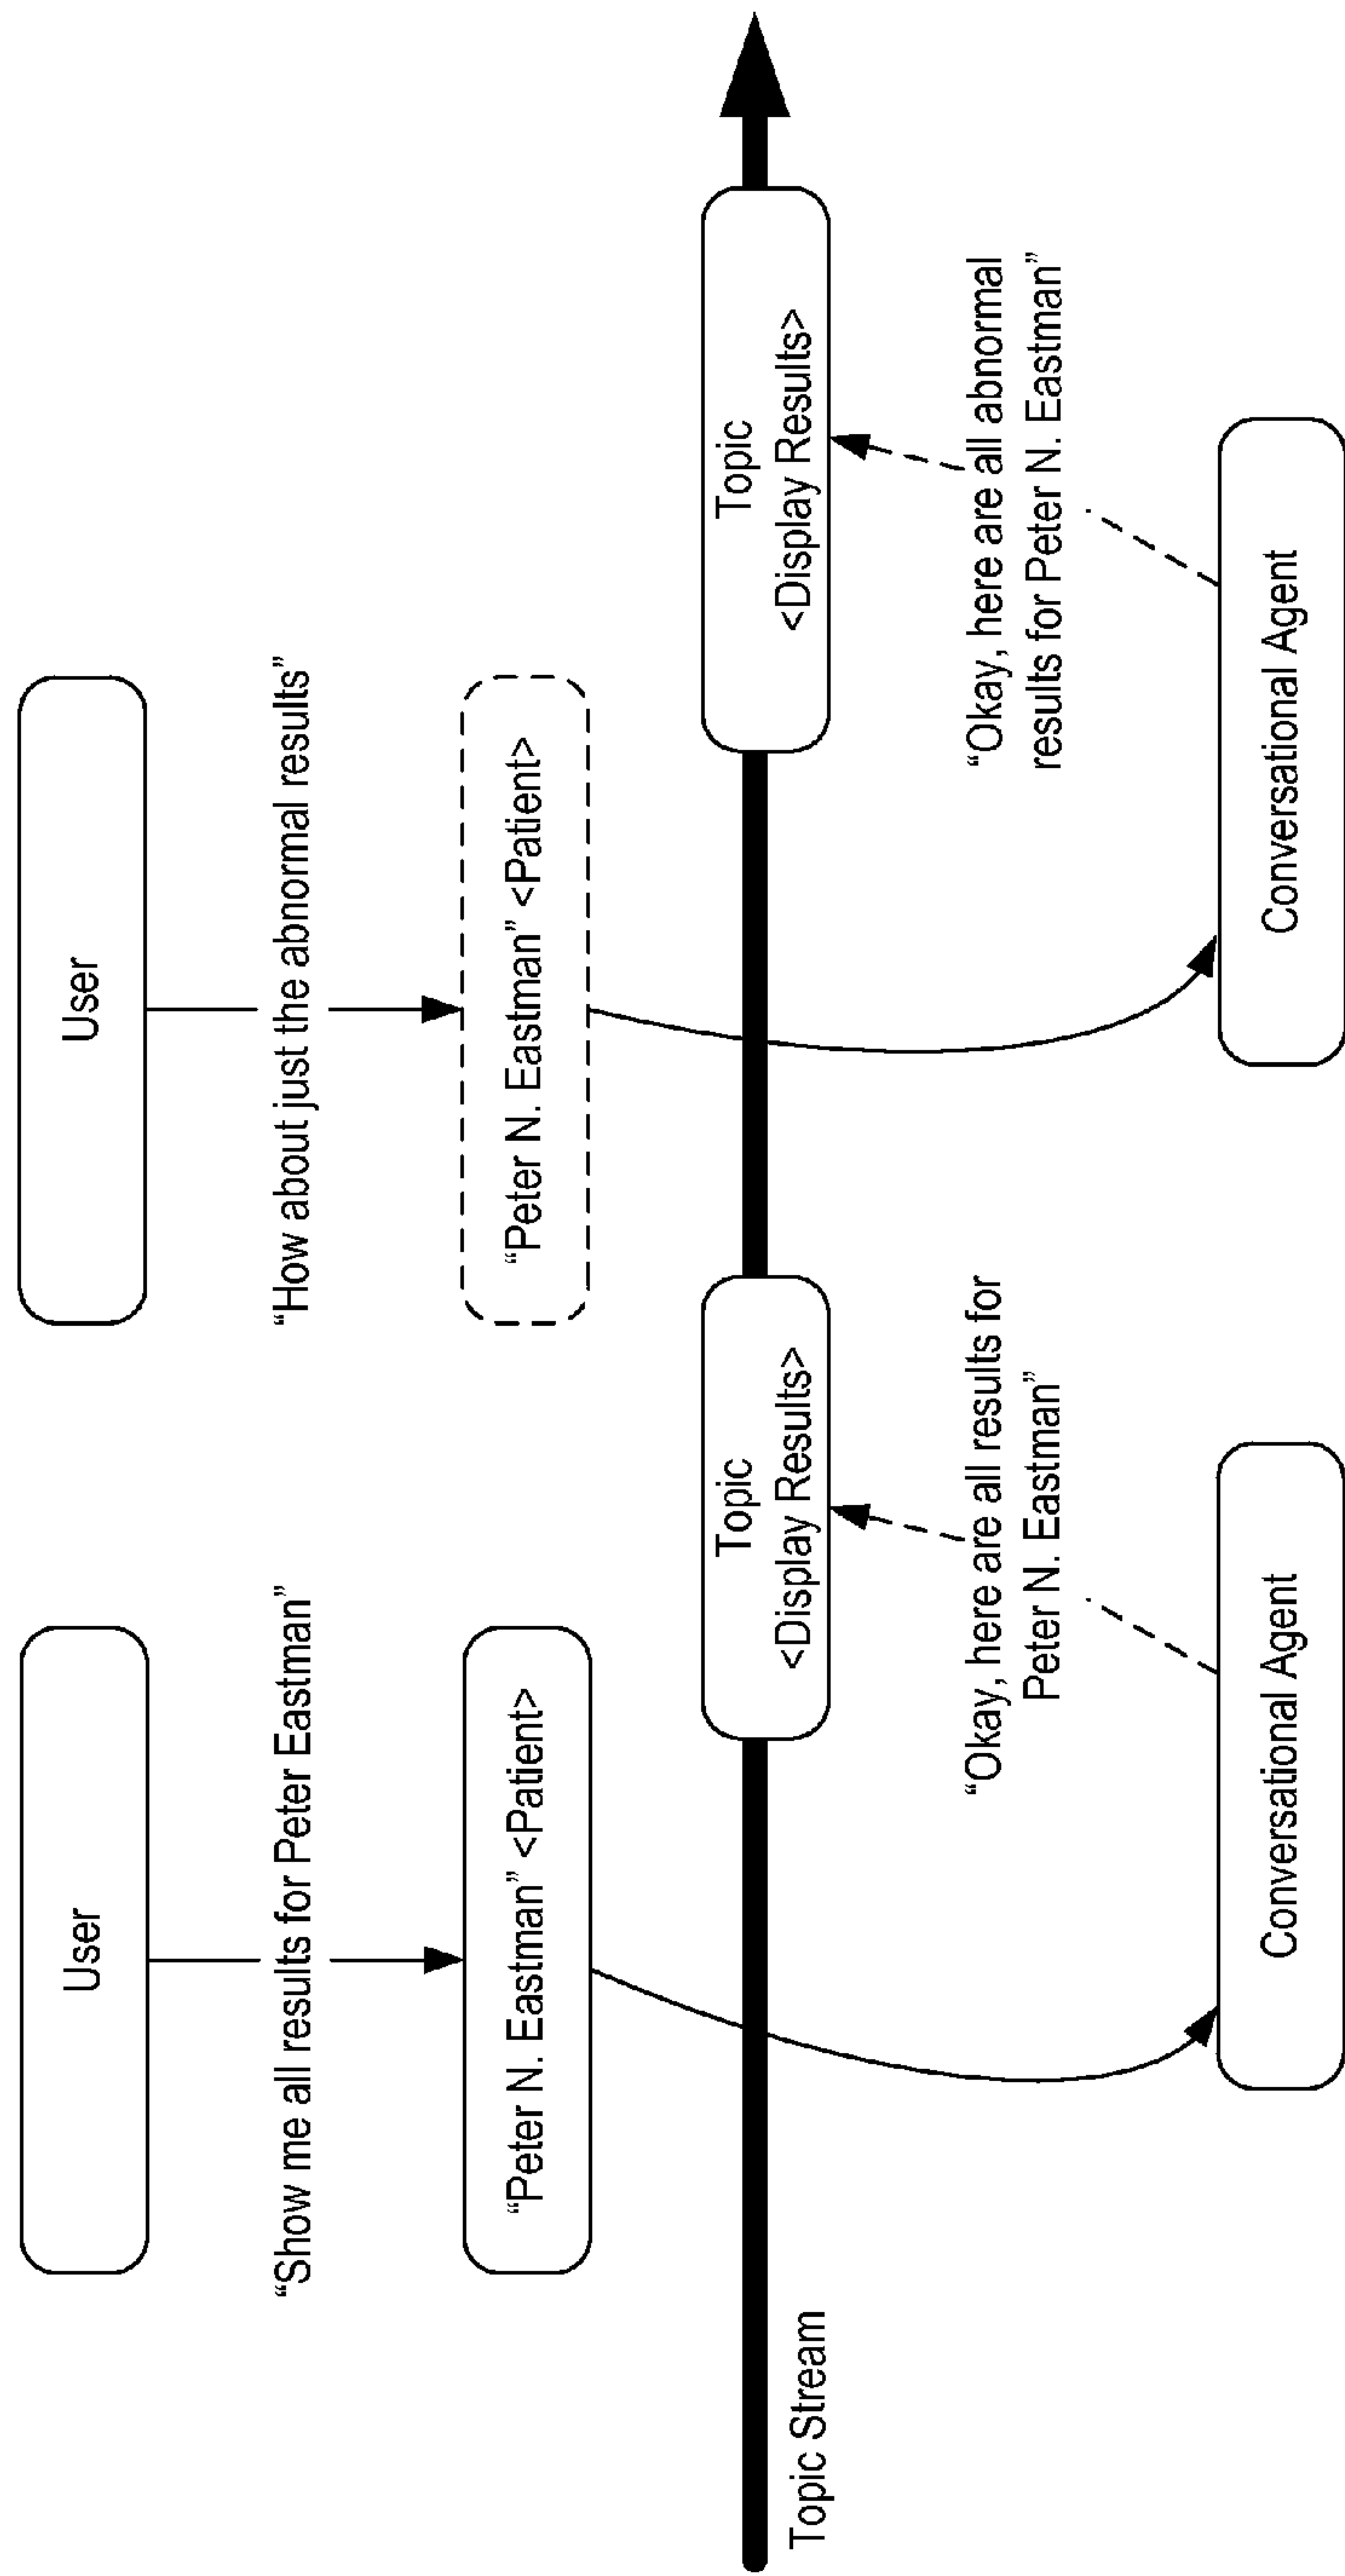 User
“Show me all results for Peter Eastman”
“Peter N. Eastman” <Patient>
Topic Stream
Topic
<Display Results>
“Okay, here are all results for
Peter N. Eastman”
Conversational Agent
User
“How about just the abnormal results”
“Peter N. Eastman” <Patient>
Topic
<Display Results>
“Okay, here are all abnormal
results for Peter N. Eastman”
Conversational Agent